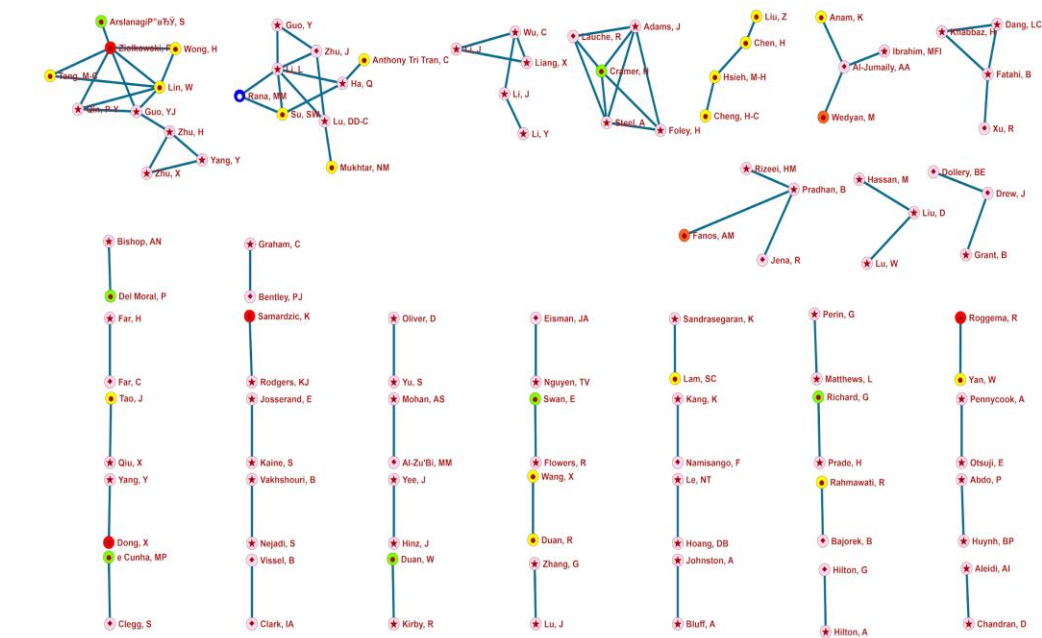 ArslanagiP"вЂЎ, S
Wong, H
Lin, W
Guo, YJ
Zhu, H
Yang, Y
Zhu, X
Guo, Y
Zhu, J
Li, L
Anthony Tri Tran, C
Ha, Q
Rana, MM
Su, SW
Lu, DD-C
Mukhtar, NM
Wu, C
Li, J
Liang, X
Li, J
Li, Y
Adams, J
Lauche, R
Cramer, H
Steel, A
Foley, H
Liu, Z
Chen, H
Hsieh, M-H
Cheng, H-C
Anam, K
Ibrahim, MFI
Al-Jumaily, AA
Wedyan, M
Dang, LC
Khabbaz, H
Fatahi, B
Xu, R
Rizeei, HM
Pradhan, B
Fanos, AM
Jena, R
Hassan, M
Liu, D
Lu, W
Dollery, BE
Drew, J
Grant, B
Bishop, AN
Del Moral, P
Graham, C
Bentley, PJ
Far, H
Far, C
Samardzic, K
Rodgers, KJ
Oliver, D
Yu, S
Eisman, JA
Nguyen, TV
Sandrasegaran, K
Lam, SC
Perin, G
Matthews, L
Roggema, R
Yan, W
Tao, J
Qiu, X
Josserand, E
Kaine, S
Mohan, AS
Al-Zu'Bi, MM
Swan, E
Flowers, R
Kang, K
Namisango, F
Richard, G
Prade, H
Pennycook, A
Otsuji, E
Yang, Y
Dong, X
Vakhshouri, B
Nejadi, S
Yee, J
Hinz, J
Wang, X
Duan, R
Le, NT
Hoang, DB
Rahmawati, R
Bajorek, B
Abdo, P
Huynh, BP
e Cunha, MP
Clegg, S
Vissel, B
Clark, IA
Duan, W
Kirby, R
Zhang, G
Lu, J
Johnston, A
Bluff, A
Hilton, G
Hilton, A
Aleidi, AI
Chandran, D